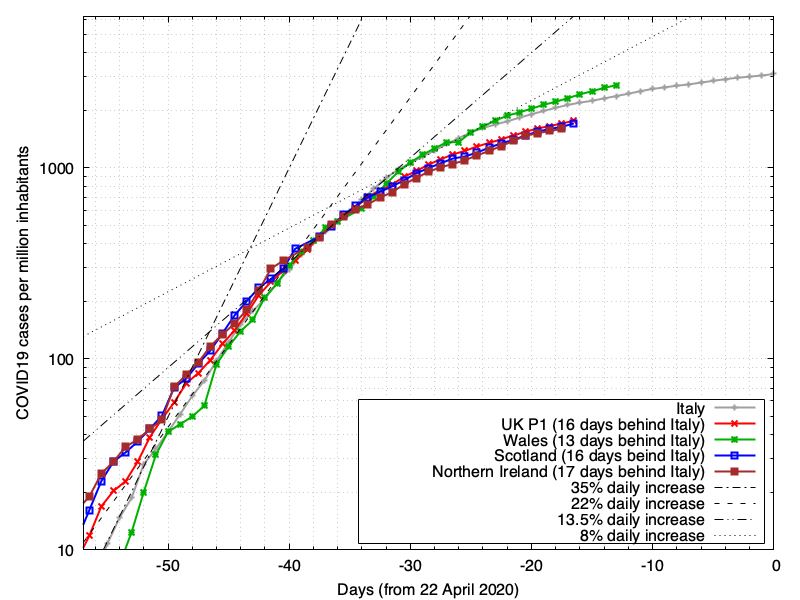 COVID19 cases per million inhabitants
1000
100
10
Italy
UK P1 (16 days behind Italy)
Wales (13 days behind Italy)
Scotland (16 days beind Italy)
Northern Ireland (17 days behind Italy)
35% daily increase
22% daily increase
13.5% daily increase
8% daily increase
-50 -40 -30 -20 -10 0
Days (from 22 April 2020)